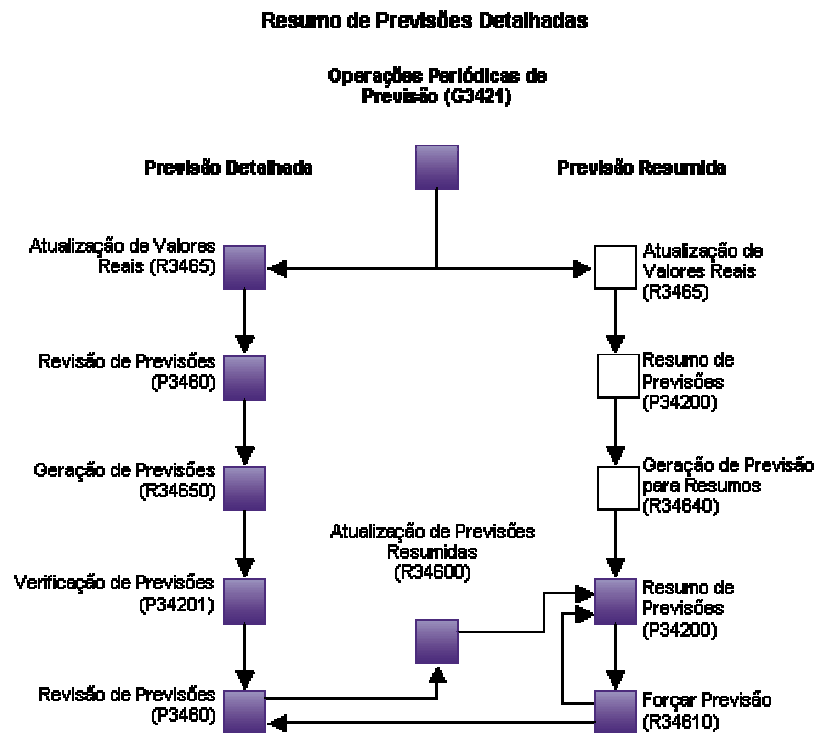 Resumo de Previsões Detalhadas
Operações Periódicas de
Previsão (G3421)
Previsão Detalhada
Previsão Resumida
Atualização de Valores
Reais (R3465)
Atualização de
Valores Reais
(R3465)
Revisão de Previsões
(P3460)
Resumo de
Previsões
(P34200)
Geração de Previsões
(R34650)
Geração de Previsão
para Resumos
(R34640)
Atualização de Previsões
Resumidas
(R34600)
Verificação de Previsões
(P34201)
Resumo de
Previsões
(P34200)
Revisão de Previsões
(P3460)
Forçar Previsão
(R34610)